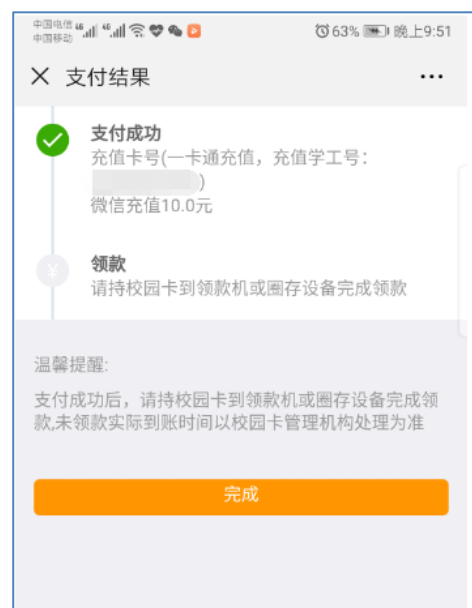 中国电信 4G 4G 63% 晚上9:51
中国移动
支付结果 ...
支付成功
充值卡号(一卡通充值，充值学工号：
)
微信充值10.0元
¥ 领款
请持校园卡到领款机或圈存设备完成领款
温馨提醒:
支付成功后，请持校园卡到领款机或圈存设备完成领
款,未领款实际到账时间以校园卡管理机构处理为准
完成